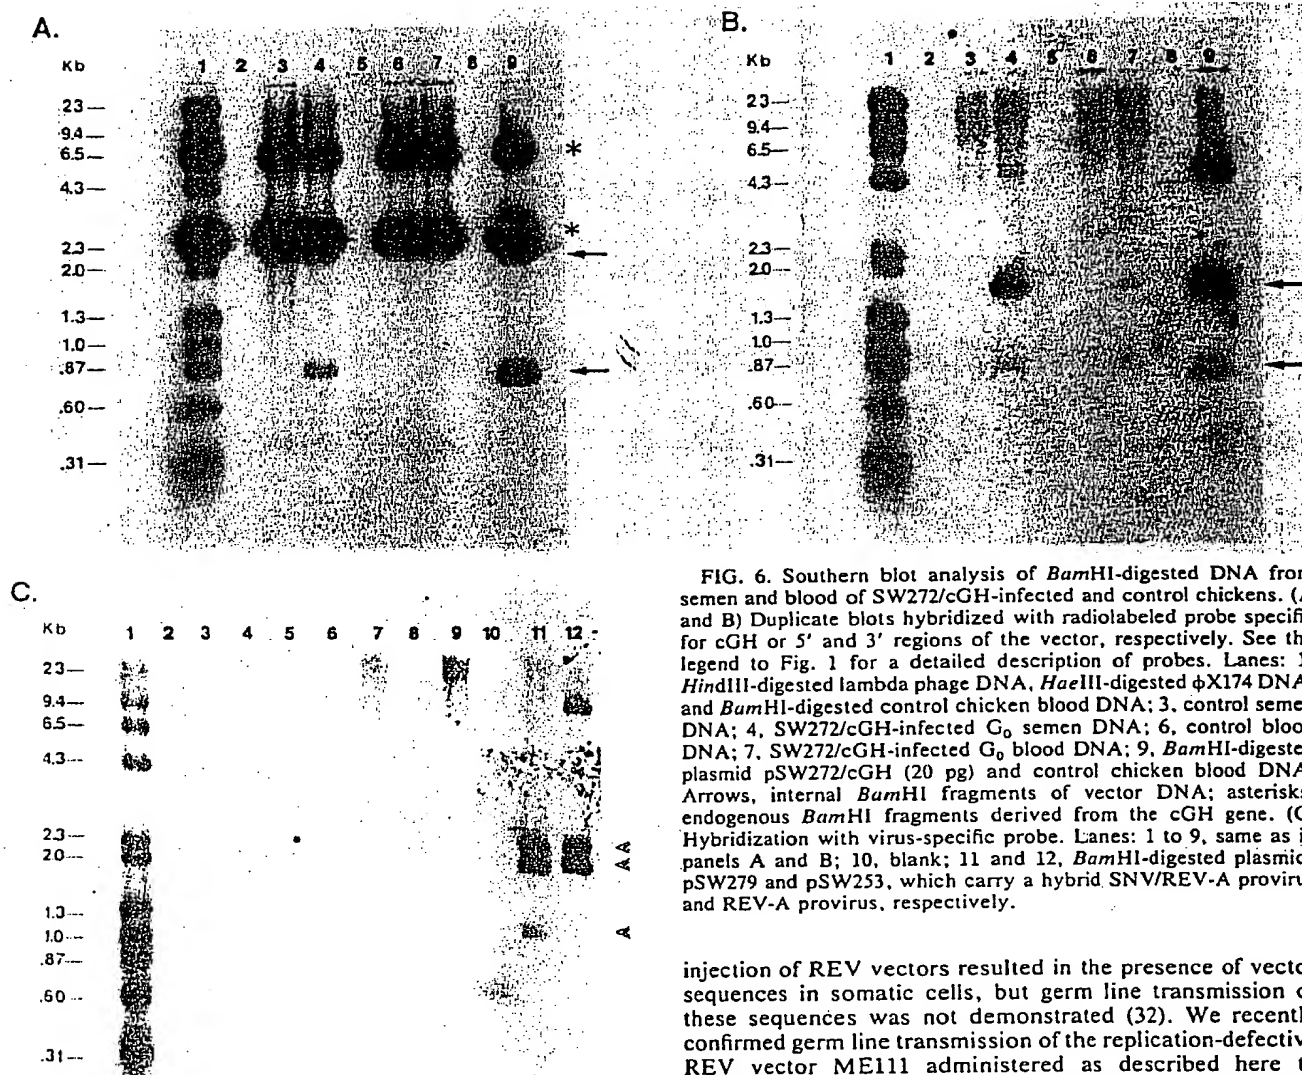 A.
Kb
1 2 3 4 5 6 7 8 9
23
9.4
6.5
4.3
2.3
2.0
1.3
1.0
.87
.60
.31
*
*
B.
Kb
1 2 3 4 5 6 7 8 9
23
9.4
6.5
4.3
2.3
2.0
1.3
1.0
.87
.60
.31
C.
Kb
1 2 3 4 5 6 7 8 9 10 11 12
23
9.4
6.5
4.3
2.3
2.0
1.3
1.0
.87
.60
.31
A
A
A
FIG. 6. Southern blot analysis of BamHI-digested DNA from
semen and blood of SW272/cGH-infected and control chickens. (A
and B) Duplicate blots hybridized with radiolabeled probe specifi
for cGH or 5' and 3' regions of the vector, respectively. See th
legend to Fig. 1 for a detailed description of probes. Lanes: 1
HindIII-digested lambda phage DNA, HaeIII-digested ϕX174 DNA
and BamHI-digested control chicken blood DNA; 3, control seme
DNA; 4, SW272/cGH-infected G0 semen DNA; 6, control bloo
DNA; 7, SW272/cGH-infected G0 blood DNA; 9, BamHI-digeste
plasmid pSW272/cGH (20 pg) and control chicken blood DNA
Arrows, internal BamHI fragments of vector DNA; asterisks
endogenous BamHI fragments derived from the cGH gene. (C
Hybridization with virus-specific probe. Lanes: 1 to 9, same as i
panels A and B; 10, blank; 11 and 12, BamHI-digested plasmid
pSW279 and pSW253, which carry a hybrid SNV/REV-A proviru
and REV-A provirus, respectively.
injection of REV vectors resulted in the presence of vecto
sequences in somatic cells, but germ line transmission o
these sequences was not demonstrated (32). We recentl
confirmed germ line transmission of the replication-defectiv
REV vector ME111 administered as described here t